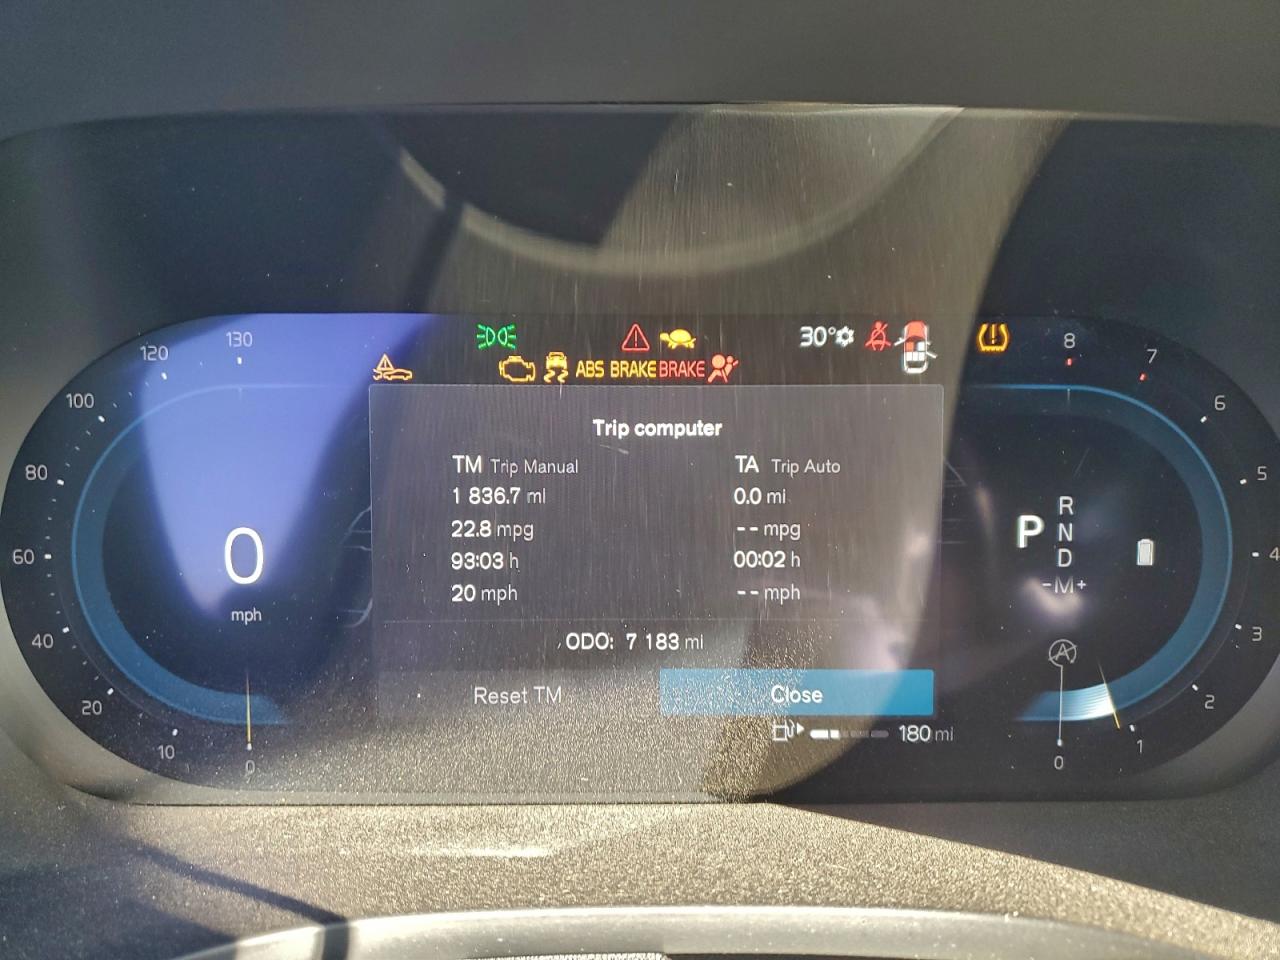 130
120
100
80
60
40
20
10
0
0
mph
30°
ABS BRAKE BRAKE
Trip computer
TM Trip Manual
1 836.7 mi
22.8 mpg
93:03 h
20 mph
TA Trip Auto
0.0 mi
-- mpg
00:02 h
-- mph
ODO: 7 183 mi
Reset TM
Close
180 mi
8
7
6
5
4
3
2
1
0
P
R
N
D
-M+
A